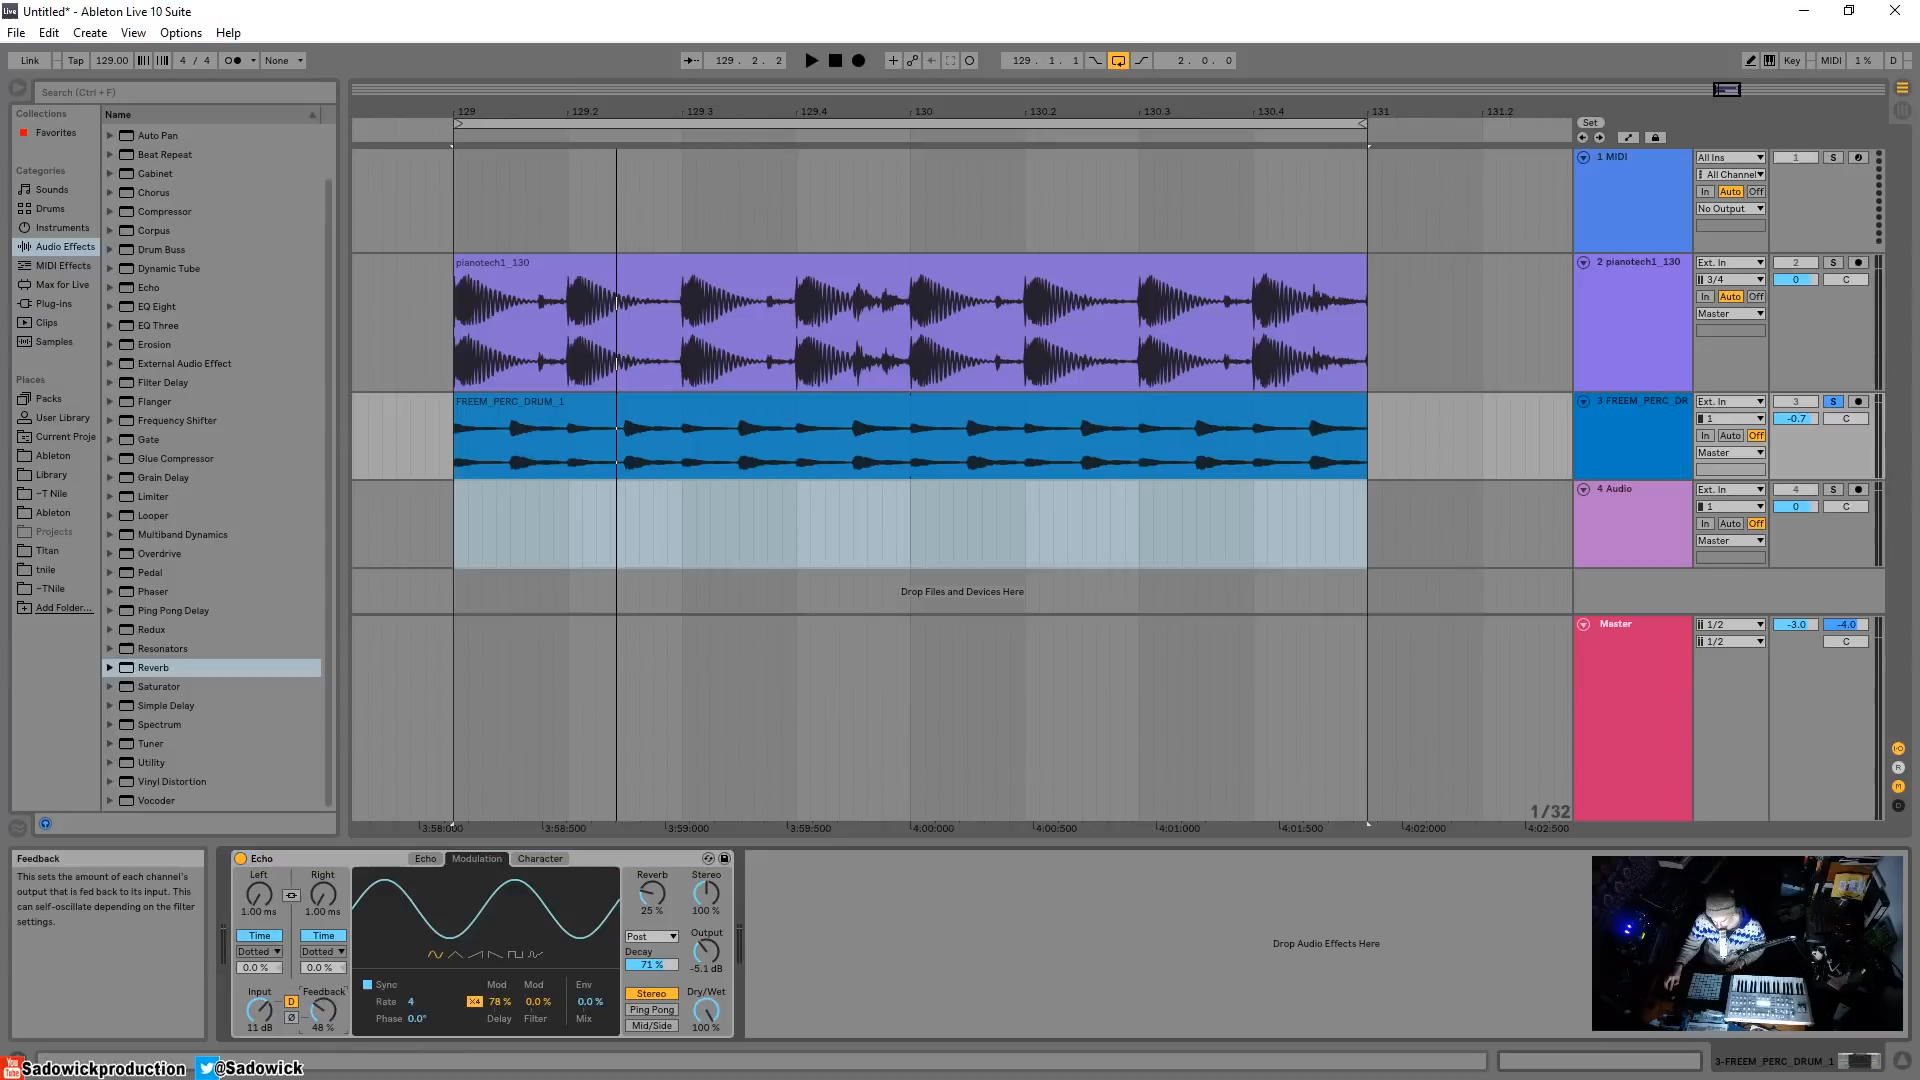 Untitled* - Ableton Live 10 Suite
File Edit Create View Options Help
Link Tap 129.00 4 / 4 None 129 . 2 . 2 129 . 1 . 1 2 . 0 . 0 Key MIDI 1 % D
Search (Ctrl + F)
Collections
Favorites
Categories
Sounds
Drums
Instruments
Audio Effects
MIDI Effects
Max for Live
Plug-ins
Clips
Samples
Places
Packs
User Library
Current Proje
Ableton
Library
~T Nile
Ableton
Projects
Titan
tnile
~TNile
Add Folder...
Name
Auto Pan
Beat Repeat
Cabinet
Chorus
Compressor
Corpus
Drum Buss
Dynamic Tube
Echo
EQ Eight
EQ Three
Erosion
External Audio Effect
Filter Delay
Flanger
Frequency Shifter
Gate
Glue Compressor
Grain Delay
Limiter
Looper
Multiband Dynamics
Overdrive
Pedal
Phaser
Ping Pong Delay
Redux
Resonators
Reverb
Saturator
Simple Delay
Spectrum
Tuner
Utility
Vinyl Distortion
Vocoder
129 129.2 129.3 129.4 130 130.2 130.3 130.4 131 131.2
Set
1 MIDI All Ins 1 S
All Channel
In Auto Off
No Output
pianotech1_130
2 pianotech1_130 Ext. In 2 S
3/4 0 C
In Auto Off
Master
FREEM_PERC_DRUM_1
3 FREEM_PERC_DR Ext. In 3 S
1 -0.7 C
In Auto Off
Master
4 Audio Ext. In 4 S
1 0 C
In Auto Off
Master
Drop Files and Devices Here
Master 1/2 -3.0 -4.0
1/2 C
I·O
R
M
D
1/32
3:58:000 3:58:500 3:59:000 3:59:500 4:00:000 4:00:500 4:01:000 4:01:500 4:02:000 4:02:500
Feedback
This sets the amount of each channel's
output that is fed back to its input. This
can self-oscillate depending on the filter
settings.
Echo Echo Modulation Character
Left Right
1.00 ms 1.00 ms
Time Time
Dotted Dotted
0.0 % 0.0 %
Input Feedback
D
Ø
11 dB 48 %
Sync Mod Mod Env
Rate 4 X4 78 % 0.0 % 0.0 %
Phase 0.0° Delay Filter Mix
Reverb Stereo
25 % 100 %
Post Output
Decay
71 % -5.1 dB
Stereo Dry/Wet
Ping Pong
Mid/Side 100 %
Drop Audio Effects Here
You Tube Sadowickproduction @Sadowick
3-FREEM_PERC_DRUM_1